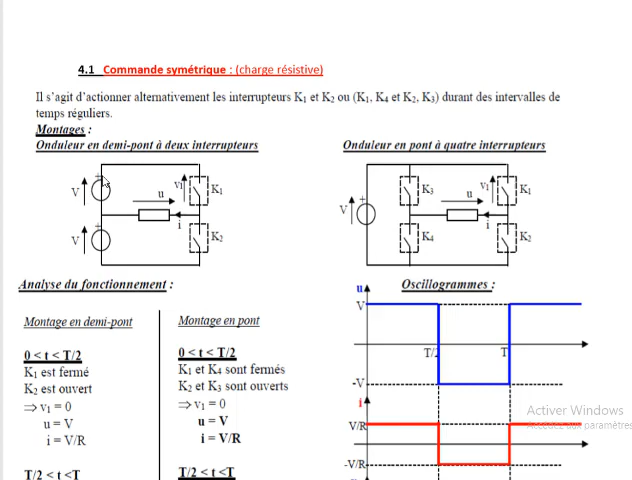 4.1 Commande symétrique : (charge résistive)
Il s'agit d'actionner alternativement les interrupteurs K1 et K2 ou (K1, K4 et K2, K3) durant des intervalles de
temps réguliers.
Montages :
Onduleur en demi-pont à deux interrupteurs
Onduleur en pont à quatre interrupteurs
V
+
u
v1
K1
i
V
+
K2
V
+
K3
u
v1
K1
i
K4
K2
Analyse du fonctionnement :
Montage en demi-pont
0 < t < T/2
K1 est fermé
K2 est ouvert
⇒ v1 = 0
u = V
i = V/R
T/2 < t <T
Montage en pont
0 < t < T/2
K1 et K4 sont fermés
K2 et K3 sont ouverts
⇒ v1 = 0
u = V
i = V/R
T/2 < t <T
Oscillogrammes :
u
V
T/2
T
-V
i
V/R
-V/R
Activer Windows
Accédez aux paramètres